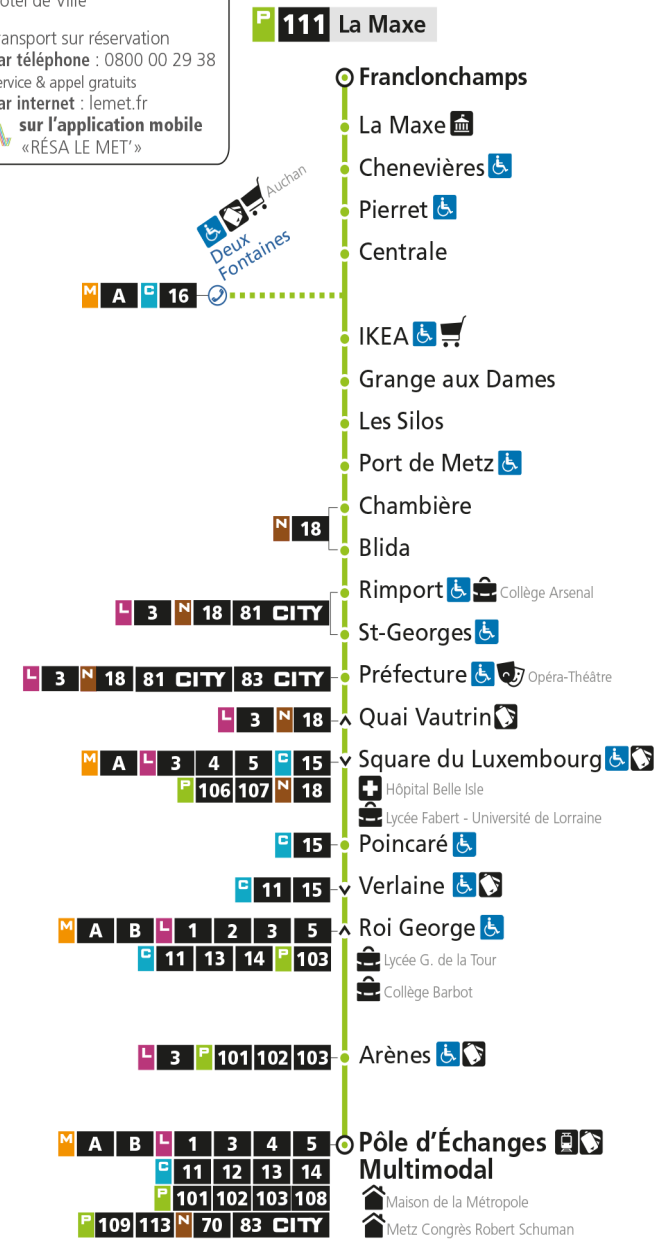 Hôtel de Ville
transport sur réservation
par téléphone : 0800 00 29 38
service & appel gratuits
par internet : lemet.fr
sur l'application mobile
«RÉSA LE MET'»
P 111 La Maxe
Franclonchamps
La Maxe
Chenevières
Pierret
Centrale
Auchan
Deux
Fontaines
M A C 16
IKEA
Grange aux Dames
Les Silos
Port de Metz
Chambière
N 18
Blida
Rimport Collège Arsenal
L 3 N 18 81 CITY
St-Georges
L 3 N 18 81 CITY 83 CITY Préfecture Opéra-Théâtre
L 3 N 18 Quai Vautrin
M A L 3 4 5 C 15 Square du Luxembourg
P 106 107 N 18 Hôpital Belle Isle
Lycée Fabert - Université de Lorraine
C 15 Poincaré
C 11 15 Verlaine
M A B L 1 2 3 5 Roi George
C 11 13 14 P 103 Lycée G. de la Tour
Collège Barbot
L 3 P 101 102 103 Arènes
M A B L 1 3 4 5 Pôle d'Échanges
C 11 12 13 14 Multimodal
P 101 102 103 108 Maison de la Métropole
P 109 113 N 70 83 CITY Metz Congrès Robert Schuman